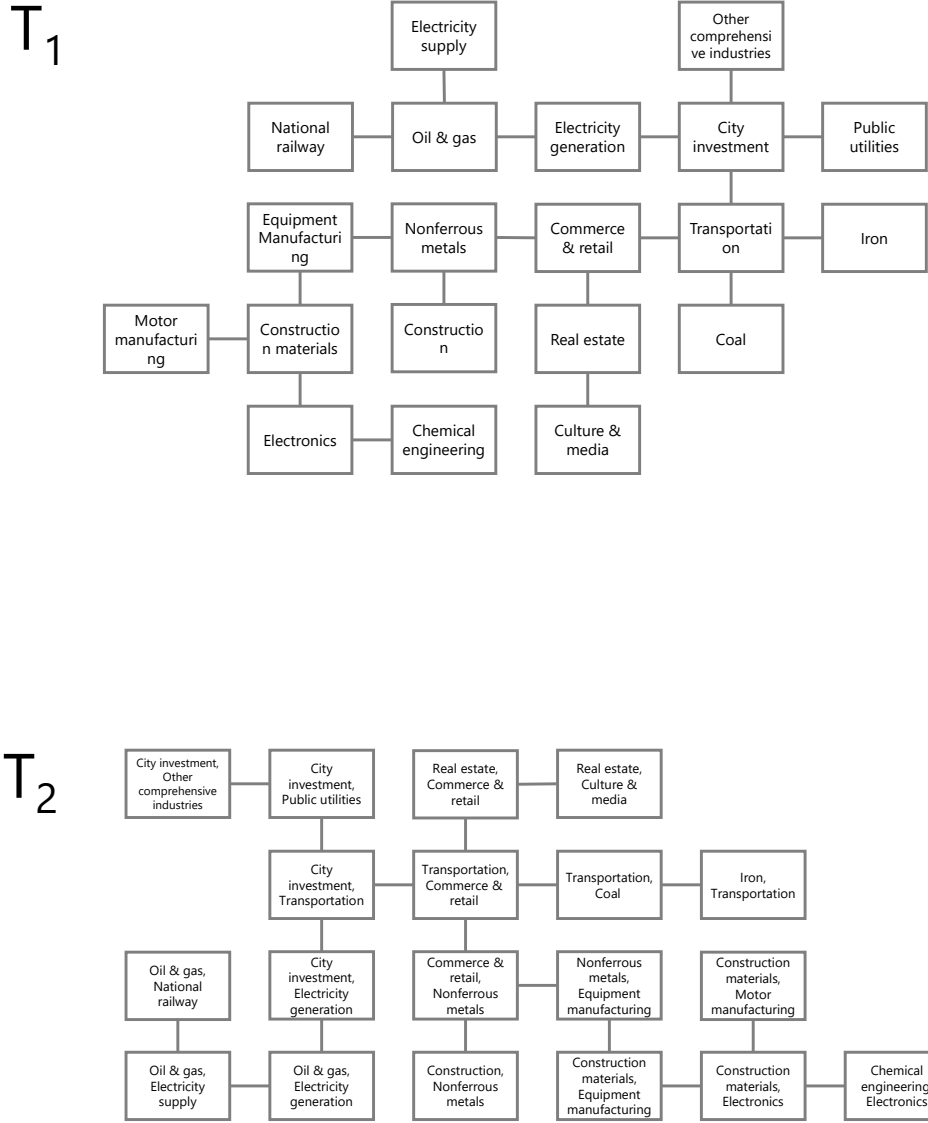 T1
Electricity
supply
Other
comprehensi
ve industries
National
railway
Oil & gas
Electricity
generation
City
investment
Public
utilities
Equipment
Manufacturi
ng
Nonferrous
metals
Commerce
& retail
Transportati
on
Iron
Motor
manufacturi
ng
Constructio
n materials
Constructio
n
Real estate
Coal
Electronics
Chemical
engineering
Culture &
media
T2
City investment,
Other
comprehensive
industries
City
investment,
Public utilities
Real estate,
Commerce &
retail
Real estate,
Culture &
media
City
investment,
Transportation
Transportation,
Commerce &
retail
Transportation,
Coal
Iron,
Transportation
Oil & gas,
National
railway
City
investment,
Electricity
generation
Commerce &
retail,
Nonferrous
metals
Nonferrous
metals,
Equipment
manufacturing
Construction
materials,
Motor
manufacturing
Oil & gas,
Electricity
supply
Oil & gas,
Electricity
generation
Construction,
Nonferrous
metals
Construction
materials,
Equipment
manufacturing
Construction
materials,
Electronics
Chemical
engineering
Electronics